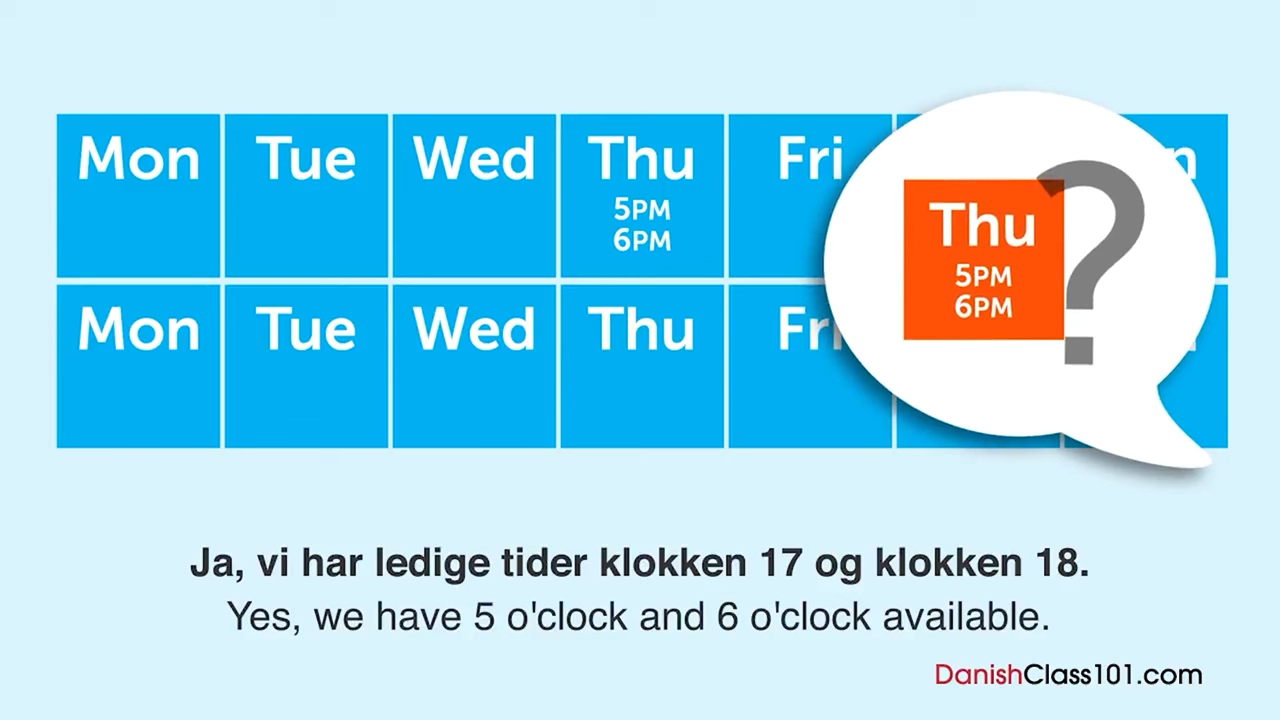 Mon Tue Wed Thu Fri
5PM
6PM
Mon Tue Wed Thu Fri
Thu
5PM
6PM
Ja, vi har ledige tider klokken 17 og klokken 18.
Yes, we have 5 o'clock and 6 o'clock available.
DanishClass101.com